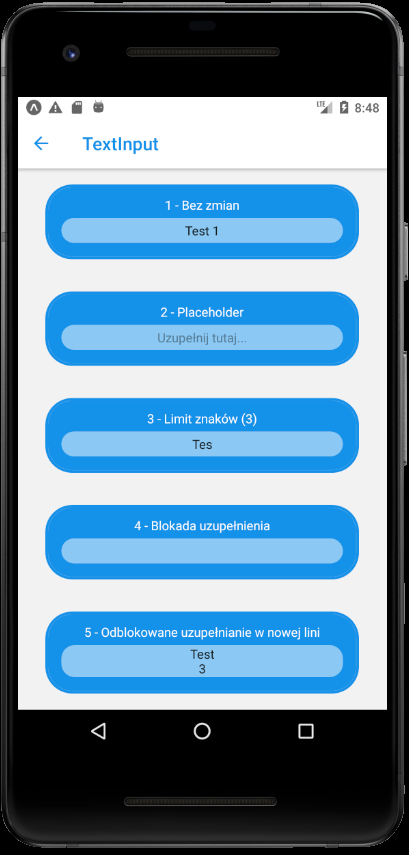 LTE 8:48
TextInput
1 - Bez zmian
Test 1
2 - Placeholder
Uzupełnij tutaj...
3 - Limit znaków (3)
Tes
4 - Blokada uzupełnienia
5 - Odblokowane uzupełnianie w nowej lini
Test
3